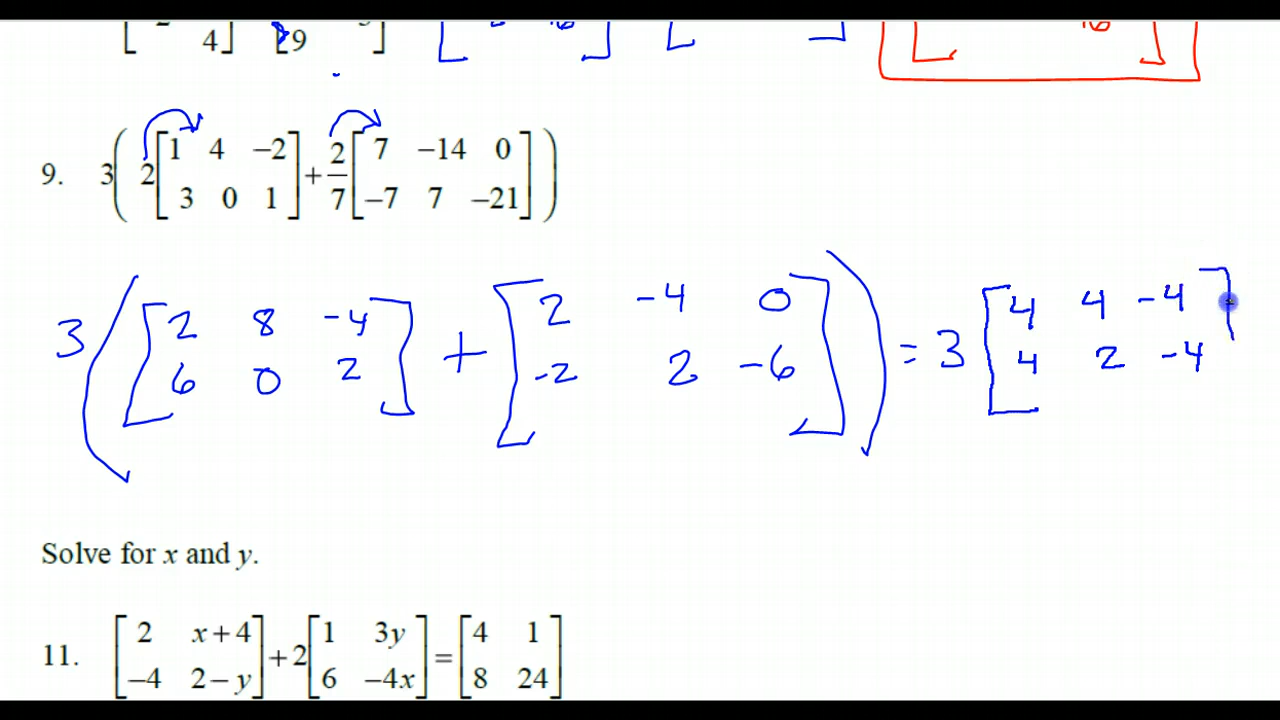 4] [9
9. 3( 2[1 4 −2 + 2/7[7 −14 0
3 0 1] −7 7 −21])
3( [2 8 -4 + [2 -4 0 ) = 3 [4 4 -4
6 0 2] -2 2 -6] 4 2 -4]
Solve for x and y.
11. [2 x+4 + 2[1 3y = [4 1
−4 2−y] 6 −4x] 8 24]